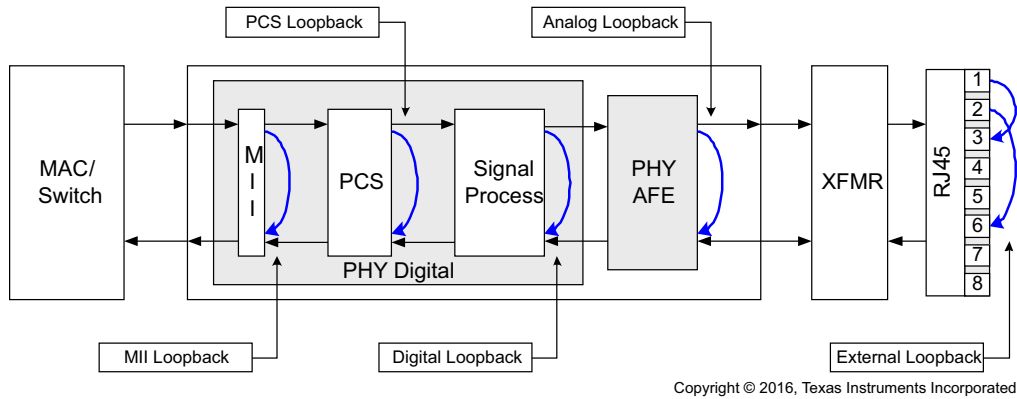 PCS Loopback
Analog Loopback
MAC/
Switch
M
I
I
PCS
Signal
Process
PHY
AFE
XFMR
RJ45
1
2
3
4
5
6
7
8
PHY Digital
MII Loopback
Digital Loopback
External Loopback
Copyright © 2016, Texas Instruments Incorporated